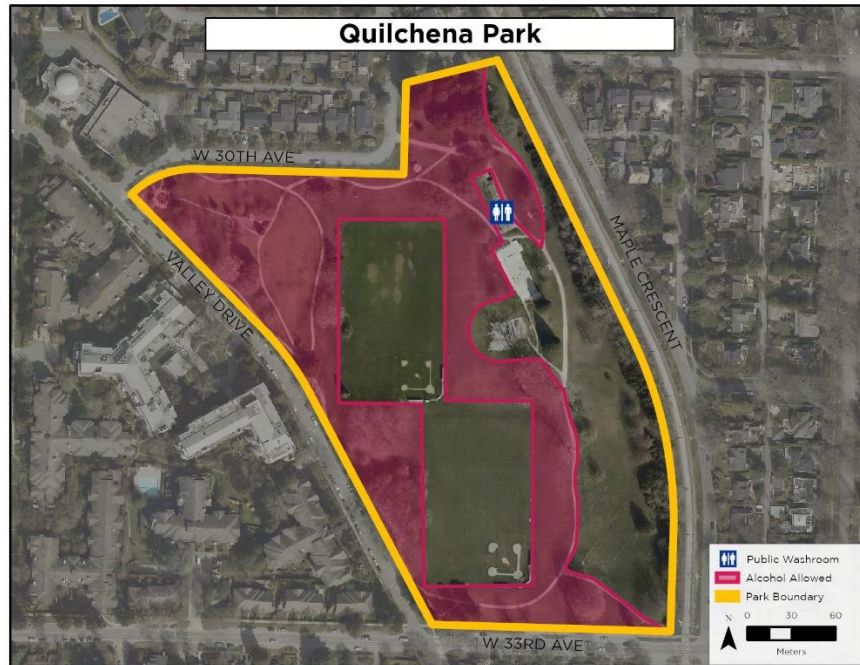 Quilchena Park
W 30TH AVE
VALLEY DRIVE
MAPLE CRESCENT
W 33RD AVE
Public Washroom
Alcohol Allowed
Park Boundary
N
0 30 60
Meters